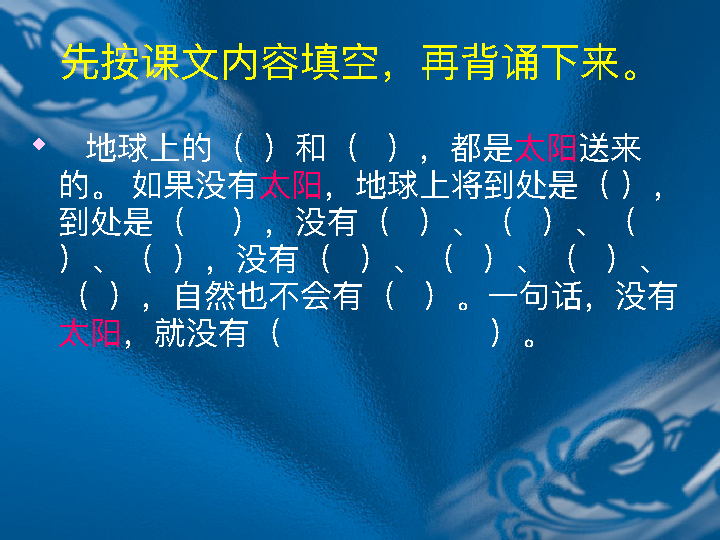 先按课文内容填空，再背诵下来。
地球上的（ ）和（ ），都是太阳送来
的。 如果没有太阳，地球上将到处是（ ），
到处是（ ），没有（ ）、（ ）、（
）、（ ），没有（ ）、（ ）、（ ）、
（ ），自然也不会有（ ）。一句话，没有
太阳，就没有（ ）。